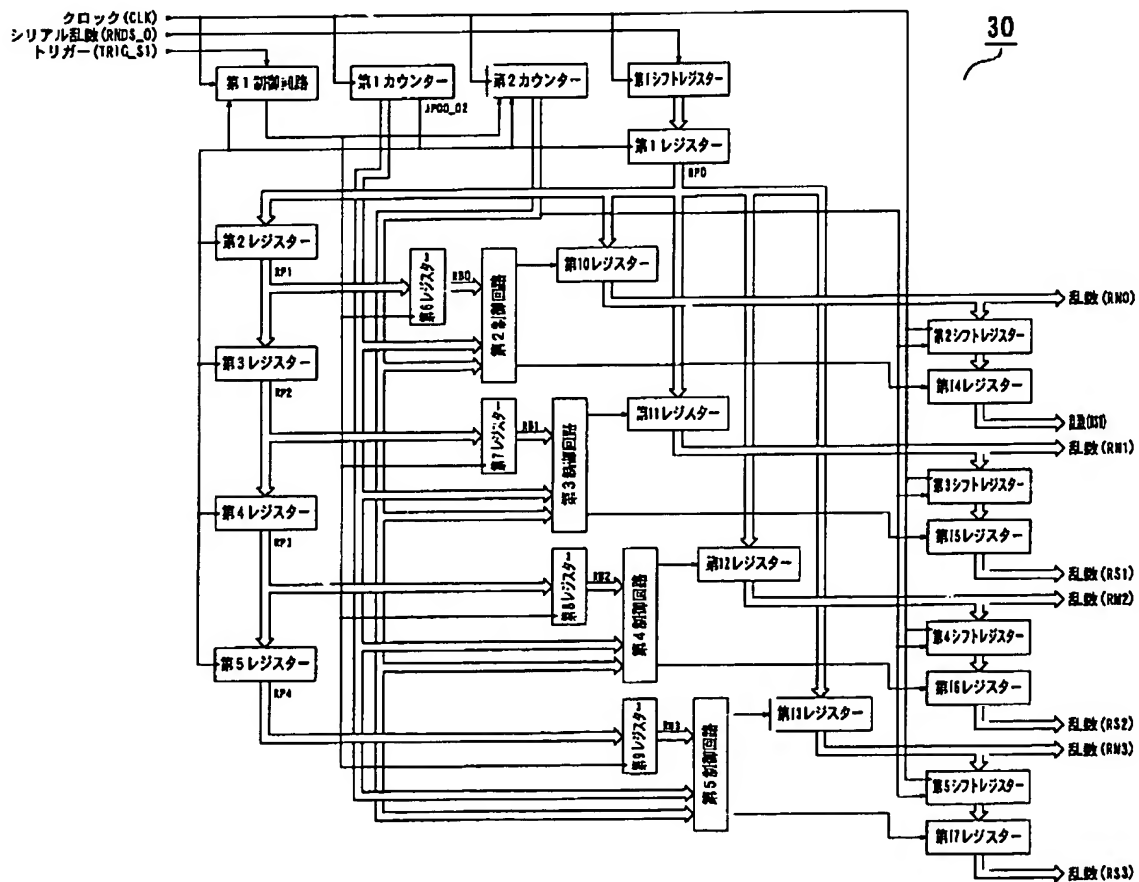 クロック(CLK)
シリアル乱数(RNDS_0)
トリガー(TRIG_S1)
30
第1制御回路
第1カウンター
第2カウンター
第1シフトレジスター
第1レジスター
RP0
第2レジスター
RP1
第6レジスター
RB0
第2制御回路
第10レジスター
乱数(RM0)
第2シフトレジスター
第3レジスター
RP2
第14レジスター
第7レジスター
RB1
第3制御回路
第11レジスター
乱数(RM1)
第3シフトレジスター
第4レジスター
RP3
第15レジスター
第8レジスター
第4制御回路
第12レジスター
乱数(RS1)
乱数(RM2)
第4シフトレジスター
第5レジスター
RP4
第16レジスター
第9レジスター
第5制御回路
第13レジスター
乱数(RS2)
乱数(RM3)
第5シフトレジスター
第17レジスター
乱数(RS3)